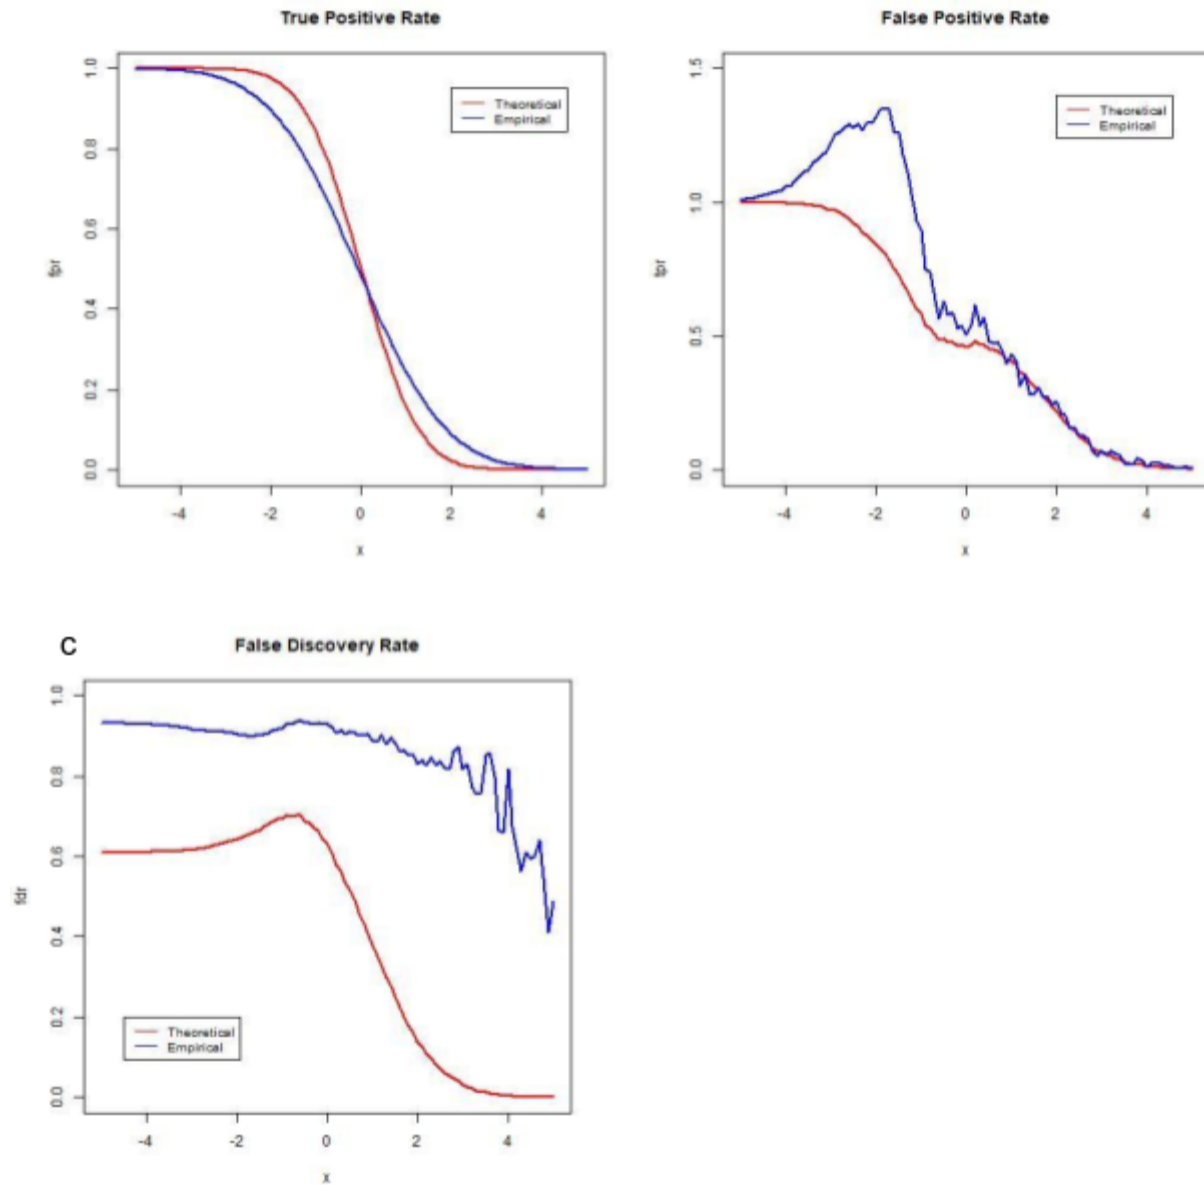 True Positive Rate
1.0
0.8
0.6
0.4
0.2
0.0
tpr
Theoretical
Empirical
-4 -2 0 2 4
x
False Positive Rate
1.5
1.0
0.5
0.0
tpr
Theoretical
Empirical
-4 -2 0 2 4
x
C
False Discovery Rate
1.0
0.8
0.6
0.4
0.2
0.0
fdr
Theoretical
Empirical
-4 -2 0 2 4
x